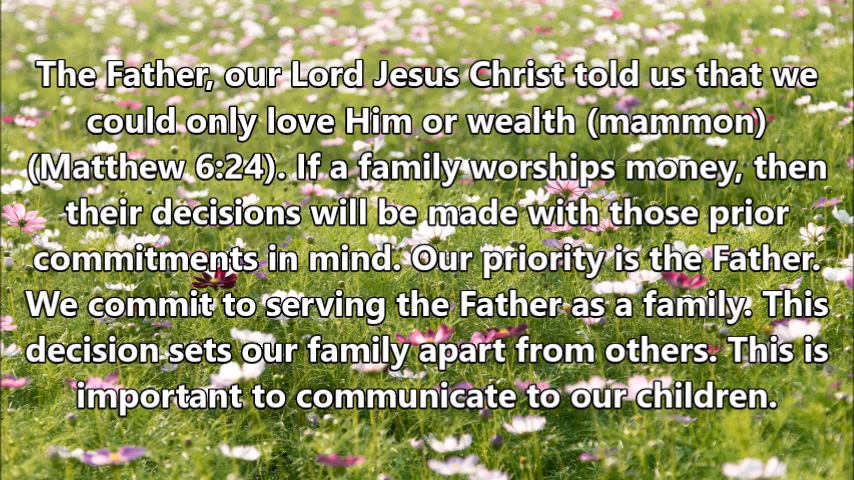 The Father, our Lord Jesus Christ told us that we
could only love Him or wealth (mammon)
(Matthew 6:24). If a family worships money, then
their decisions will be made with those prior
commitments in mind. Our priority is the Father.
We commit to serving the Father as a family. This
decision sets our family apart from others. This is
important to communicate to our children.